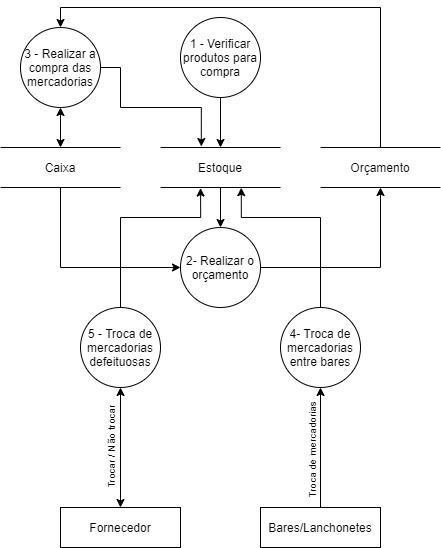 3 - Realizar a
compra das
mercadorias
1 - Verificar
produtos para
compra
Caixa
Estoque
Orçamento
2- Realizar o
orçamento
5 - Troca de
mercadorias
defeituosas
4- Troca de
mercadorias
entre bares
Trocar / Não trocar
Troca de mercadorias
Fornecedor
Bares/Lanchonetes